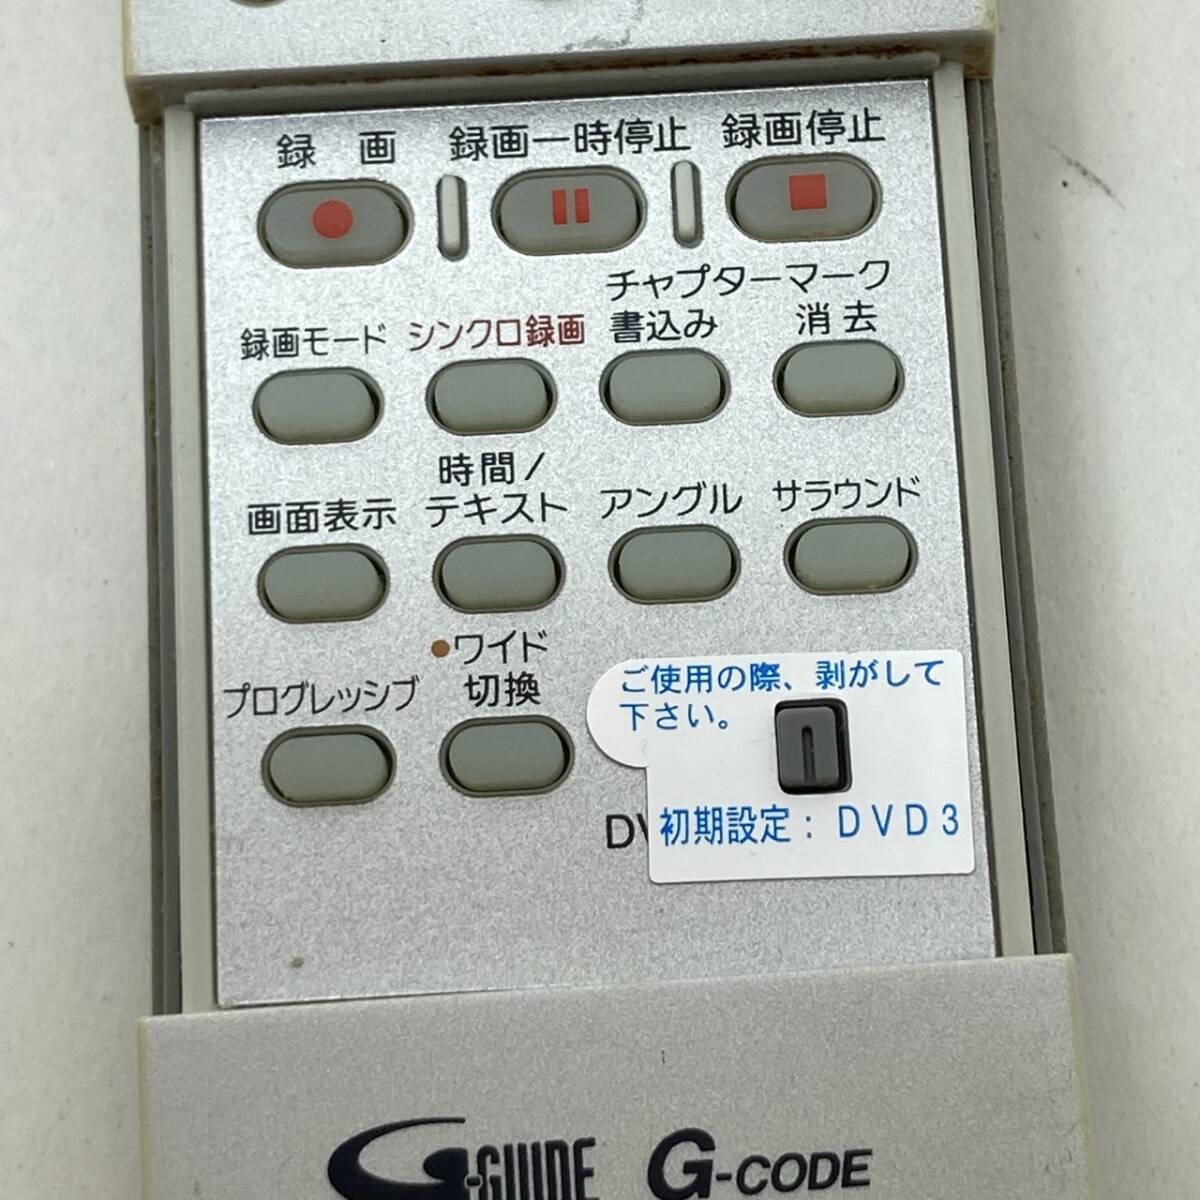 録画 録画一時停止 録画停止
チャプターマーク
録画モード シンクロ録画 書込み 消去
時間/
画面表示 テキスト アングル サラウンド
●ワイド
プログレッシブ 切換
ご使用の際、剥がして
下さい。
初期設定：DVD3
G-GUIDE G-CODE